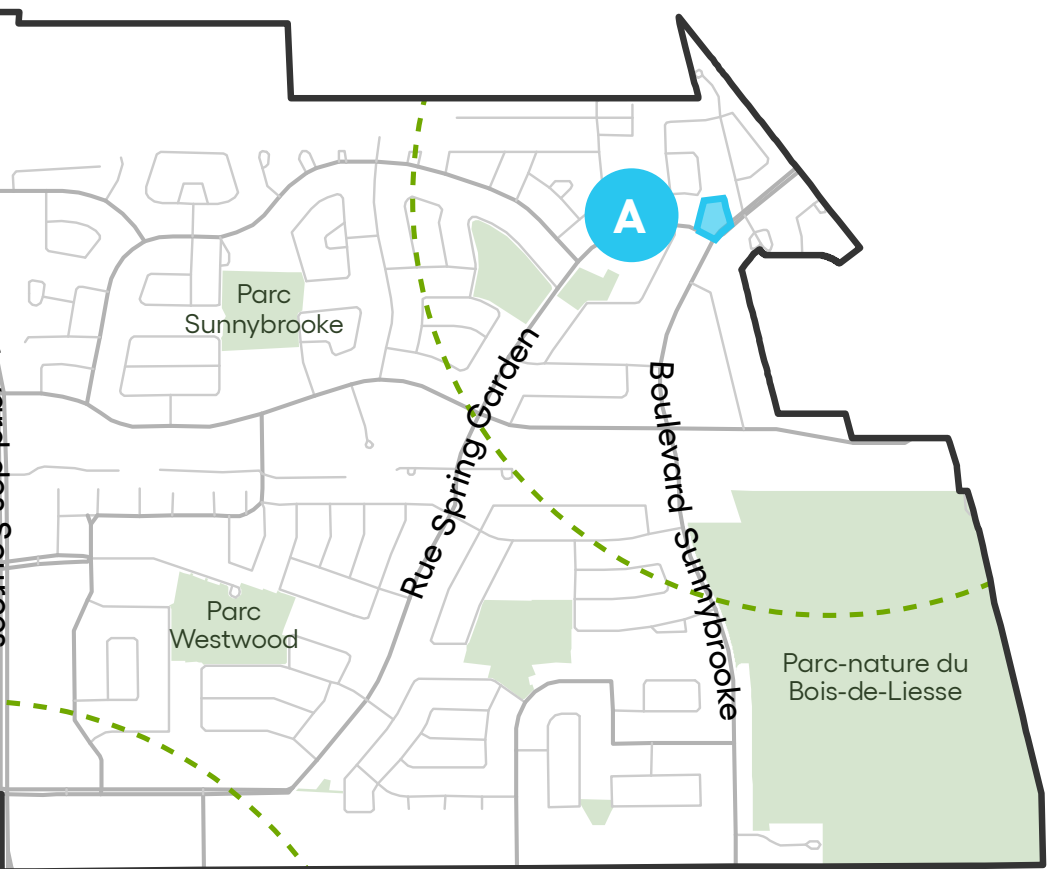 A
Parc
Sunnybrooke
Rue Spring Garden
Boulevard Sunnybrooke
Parc
Westwood
Parc-nature du
Bois-de-Liesse